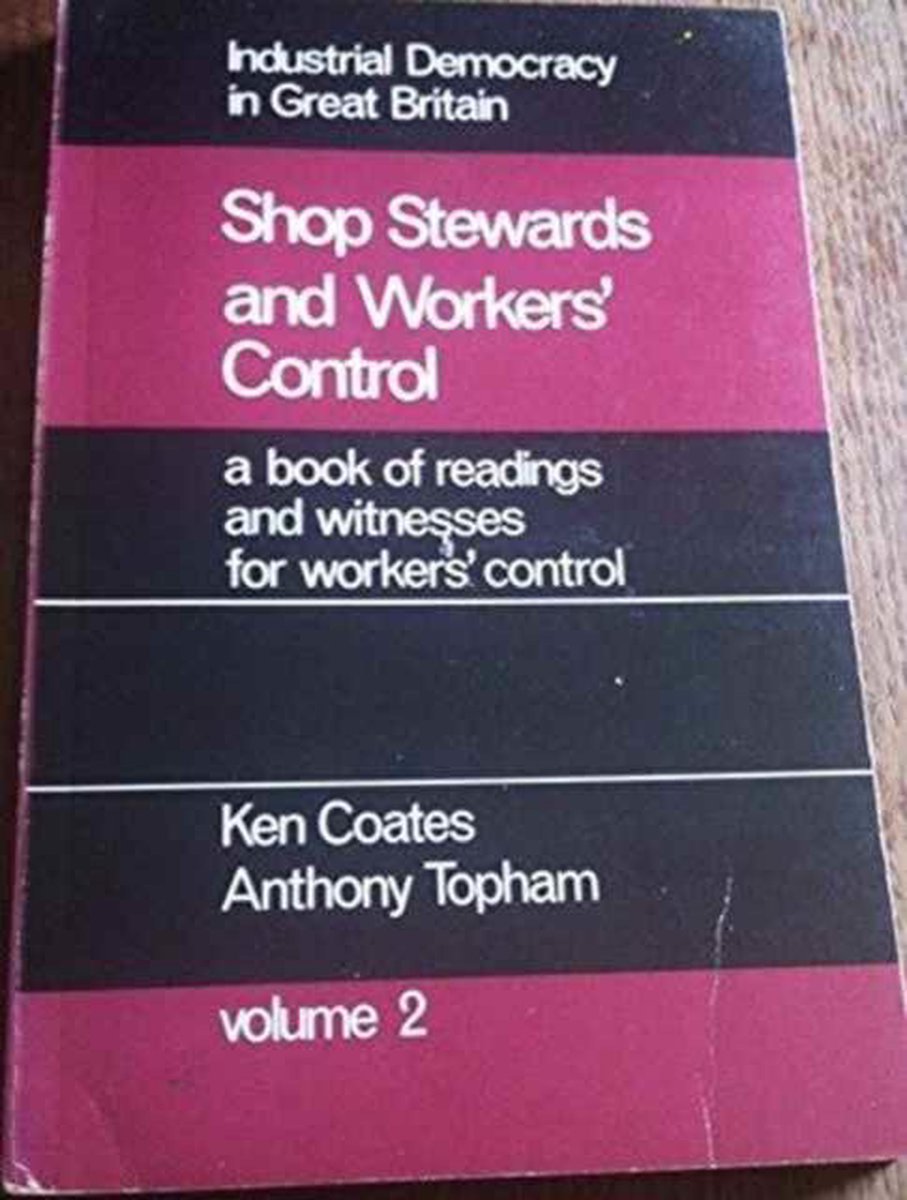 Industrial Democracy
in Great Britain
Shop Stewards
and Workers'
Control
a book of readings
and witnesses
for workers' control
Ken Coates
Anthony Topham
volume 2